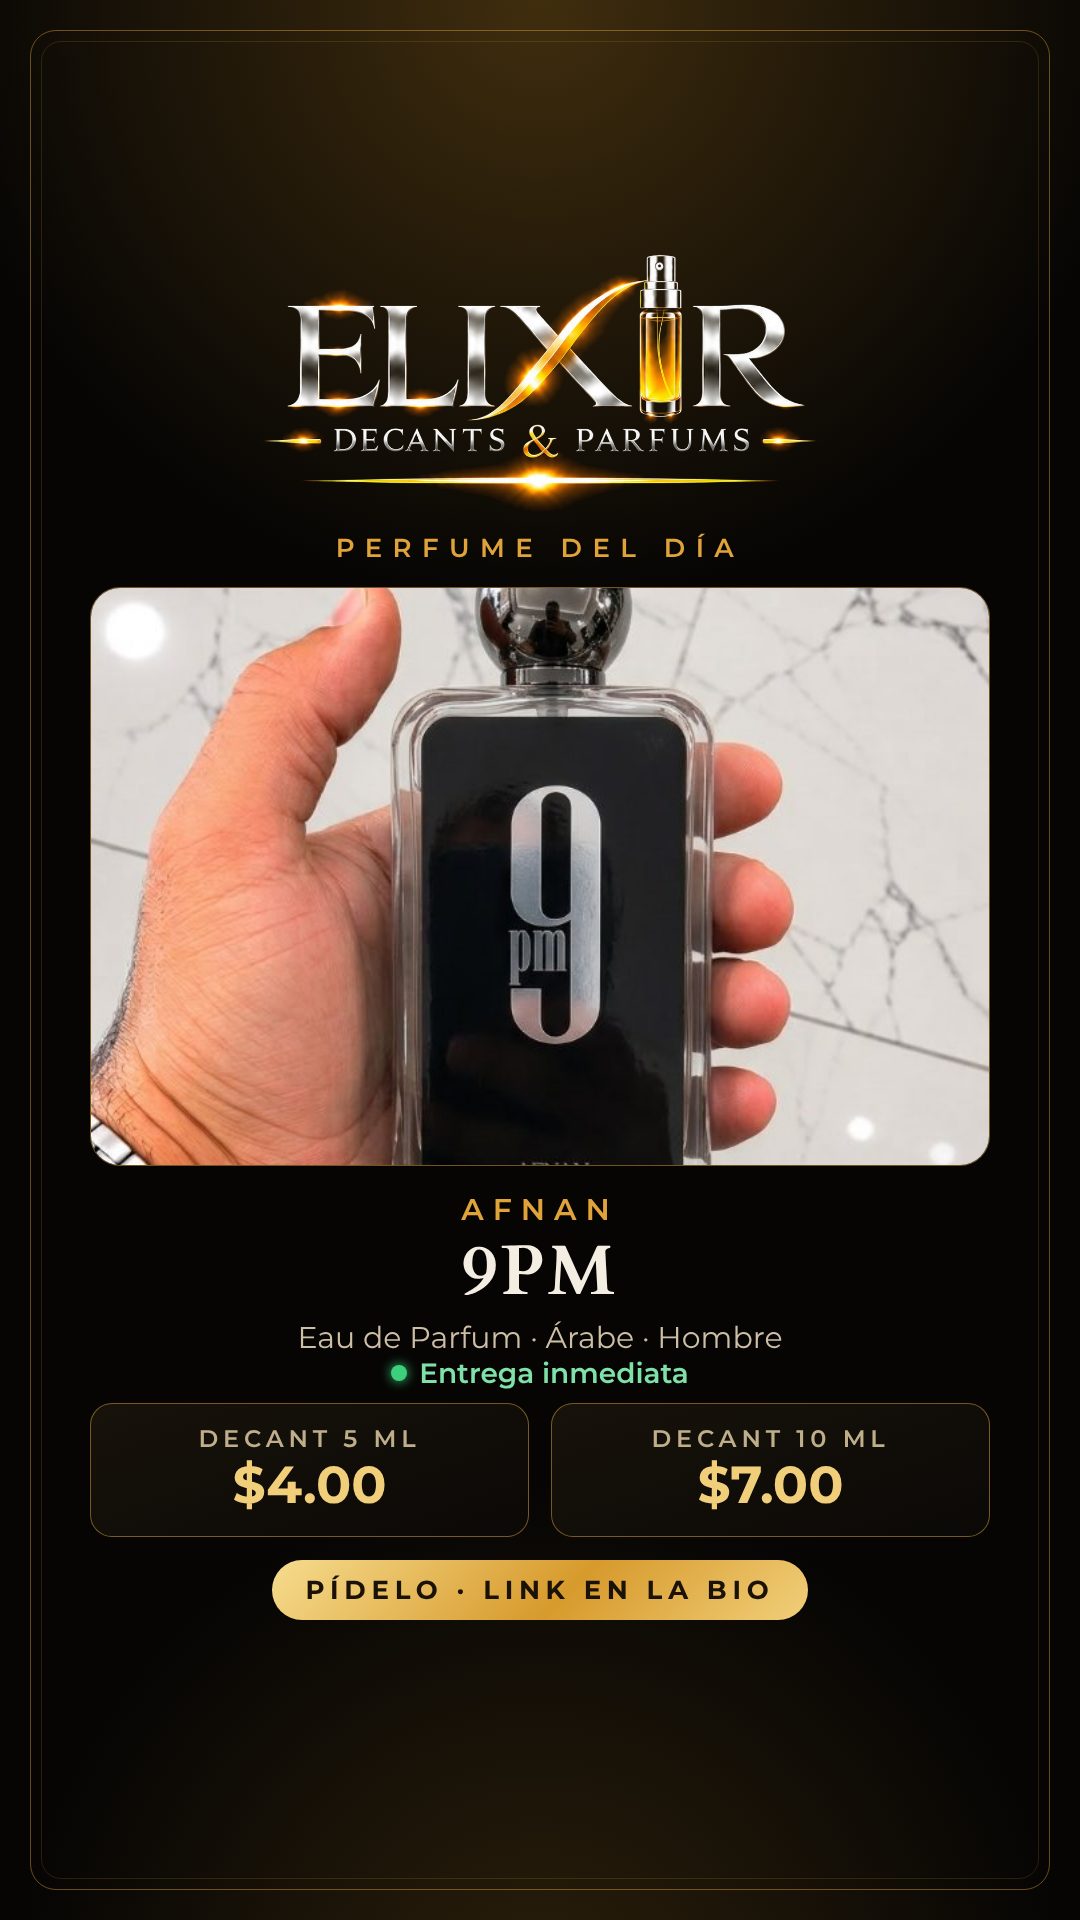 ELIXIR
DECANTS & PARFUMS
PERFUME DEL DÍA
9
pm
AFNAN
9PM
Eau de Parfum · Árabe · Hombre
Entrega inmediata
DECANT 5 ML
$4.00
DECANT 10 ML
$7.00
PÍDELO · LINK EN LA BIO